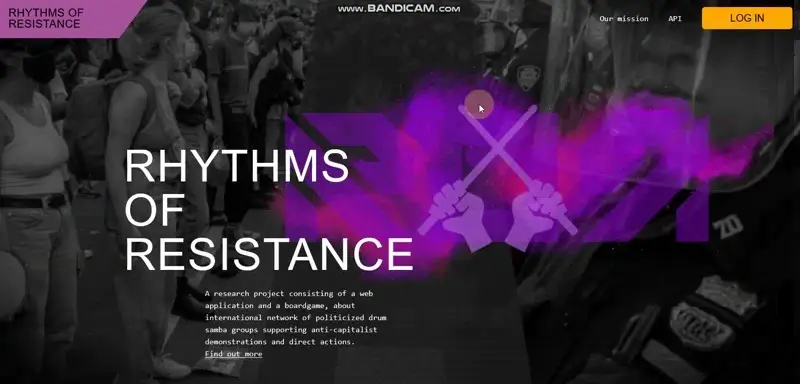 www.BANDICAM.com
RHYTHMS OF
RESISTANCE
Our mission
API
LOG IN
RHYTHMS
OF
RESISTANCE
A research project consisting of a web
application and a boardgame, about
international network of politicized drum
samba groups supporting anti-capitalist
demonstrations and direct actions.
Find out more